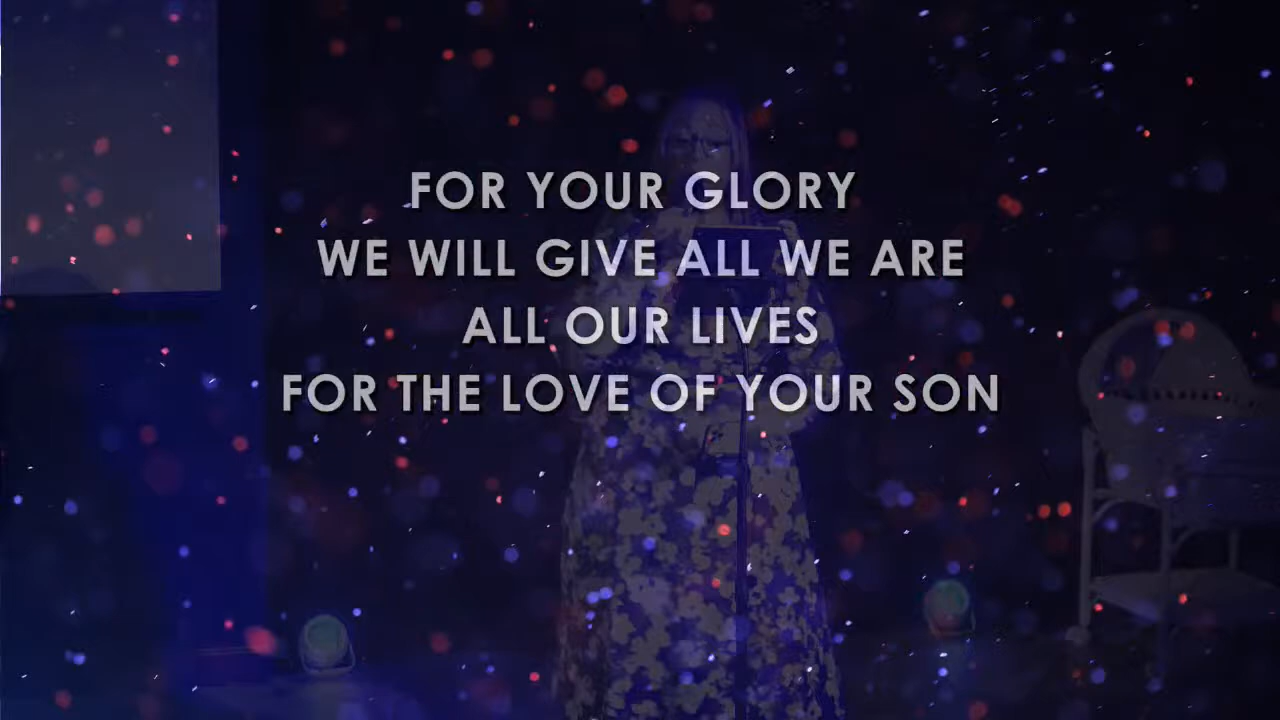 FOR YOUR GLORY
WE WILL GIVE ALL WE ARE
ALL OUR LIVES
FOR THE LOVE OF YOUR SON